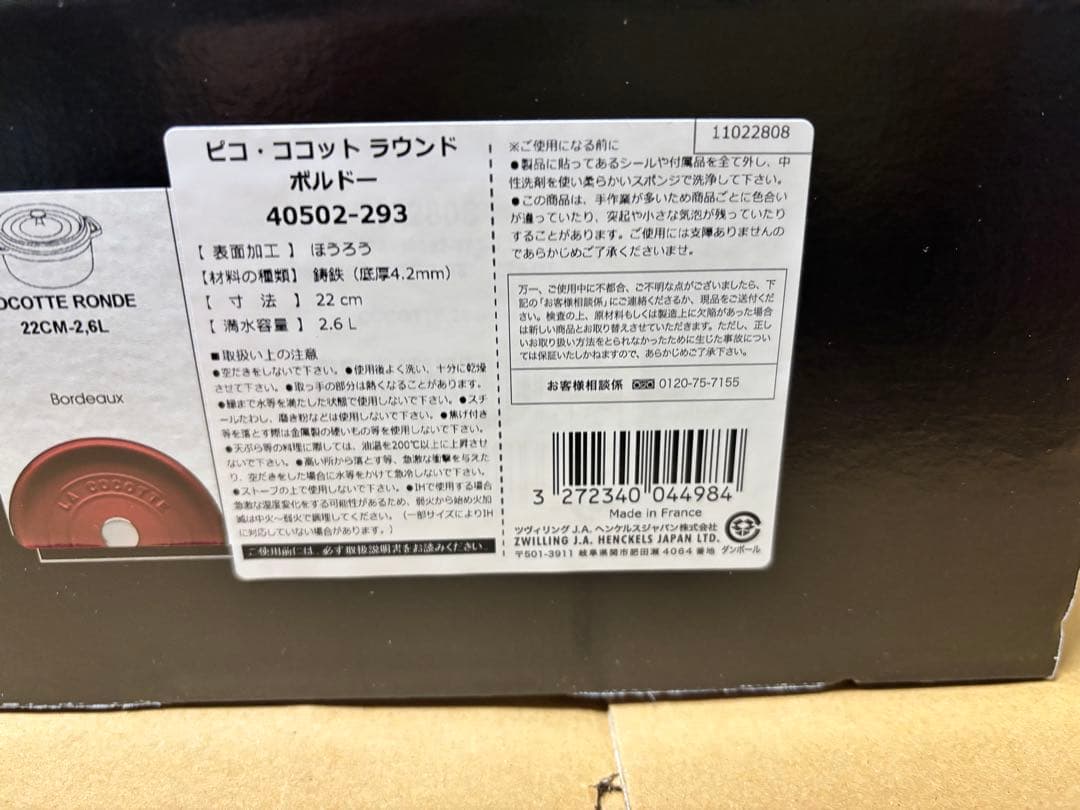 OCOTTE RONDE
22CM-2,6L
Bordeaux
LA COCOTTE
ピコ・ココット ラウンド
ボルドー
40502-293
【 表面加工 】 ほうろう
【材料の種類】 鋳鉄（底厚4.2mm）
【 寸 法 】 22 cm
【 満水容量 】 2.6 L
■取扱い上の注意
●空だきをしないで下さい。●使用後よく洗い、十分に乾燥
させて下さい。●取っ手の部分は熱くなることがあります。
●縁まで水等を満たした状態で使用しないで下さい。●スチ
ールたわし、磨き粉などは使用しないで下さい。●焦げ付き
等を落とす際は金属製の硬いもの等を使用しないで下さい。
●天ぷら等の料理に際しては、油温を200℃以上に上昇させ
ないで下さい。●高い所から落とす等、急激な衝撃を与えた
り、空だきをした場合に水等をかけて急冷しないで下さい。
●ストーブの上で使用しないで下さい。●IHで使用する場合
急激な温度変化をする可能性があるため、弱火から始め火加
減は中火〜弱火で調理してください。（一部サイズによりIH
に対応していない場合があります。）
ご使用前には、必ず取扱説明書をお読みください
11022808
※ご使用になる前に
●製品に貼ってあるシールや付属品を全て外し、中
性洗剤を使い柔らかいスポンジで洗浄して下さい。
●この商品は、手作業が多いため商品ごとに色合い
が違っていたり、突起や小さな気泡が残っていたり
することがあります。ご使用には支障ありませんの
であらかじめご了承くださいませ。
万一、ご使用中に不都合、ご不明な点がございましたら、下
記の「お客様相談係」にご連絡くださるか、現品をご送付くださ
い。検査の上、原材料もしくは製造上に欠陥があった場合
は新しい商品とお取り替えさせていただきます。ただし、正し
いお取り扱い方法をとられなかったために生じた事故につい
ては保証いたしかねますので、あらかじめご了承下さい。
お客様相談係 0120-75-7155
3 272340 044984
Made in France
ツヴィリング J.A. ヘンケルスジャパン株式会社
ZWILLING J.A. HENCKELS JAPAN LTD.
〒501-3911 岐阜県関市肥田瀬 4064 番地
ダンボール